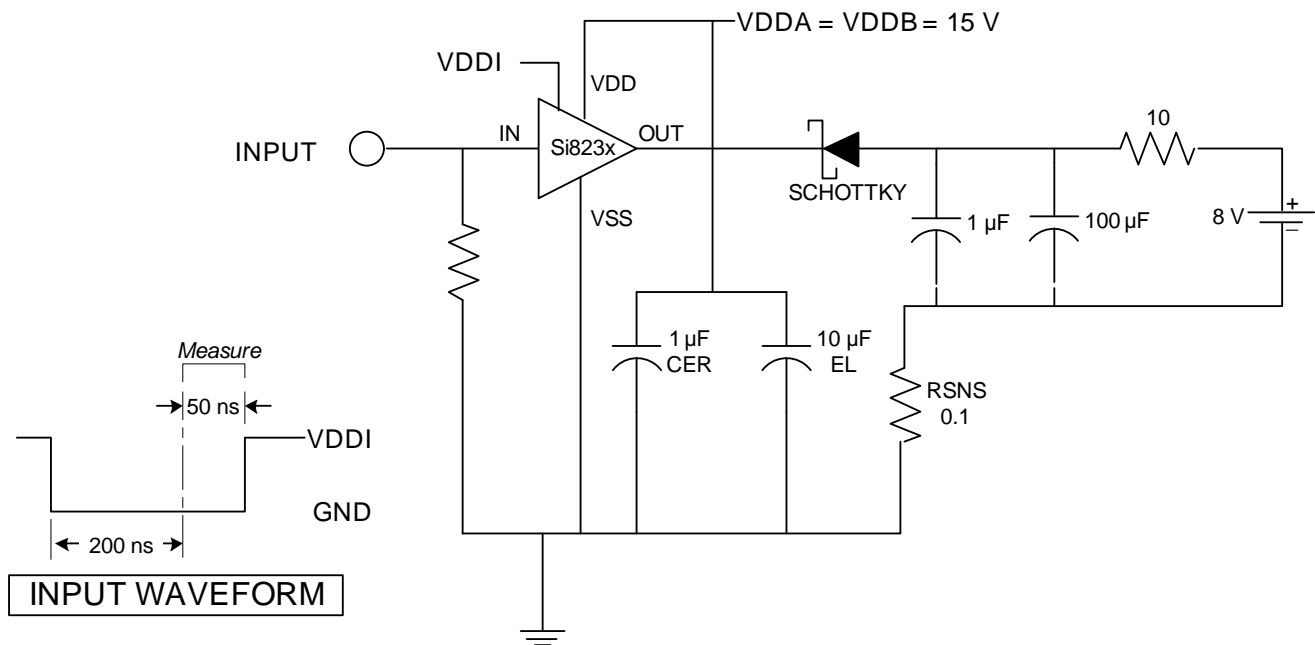 VDDA = VDDB = 15 V
VDDI
VDD
10
INPUT
IN
Si823x
OUT
SCHOTTKY
VSS
1 µF
100 µF
8 V
+
–
1 µF
CER
10 µF
EL
RSNS
0.1
Measure
50 ns
VDDI
GND
200 ns
INPUT WAVEFORM